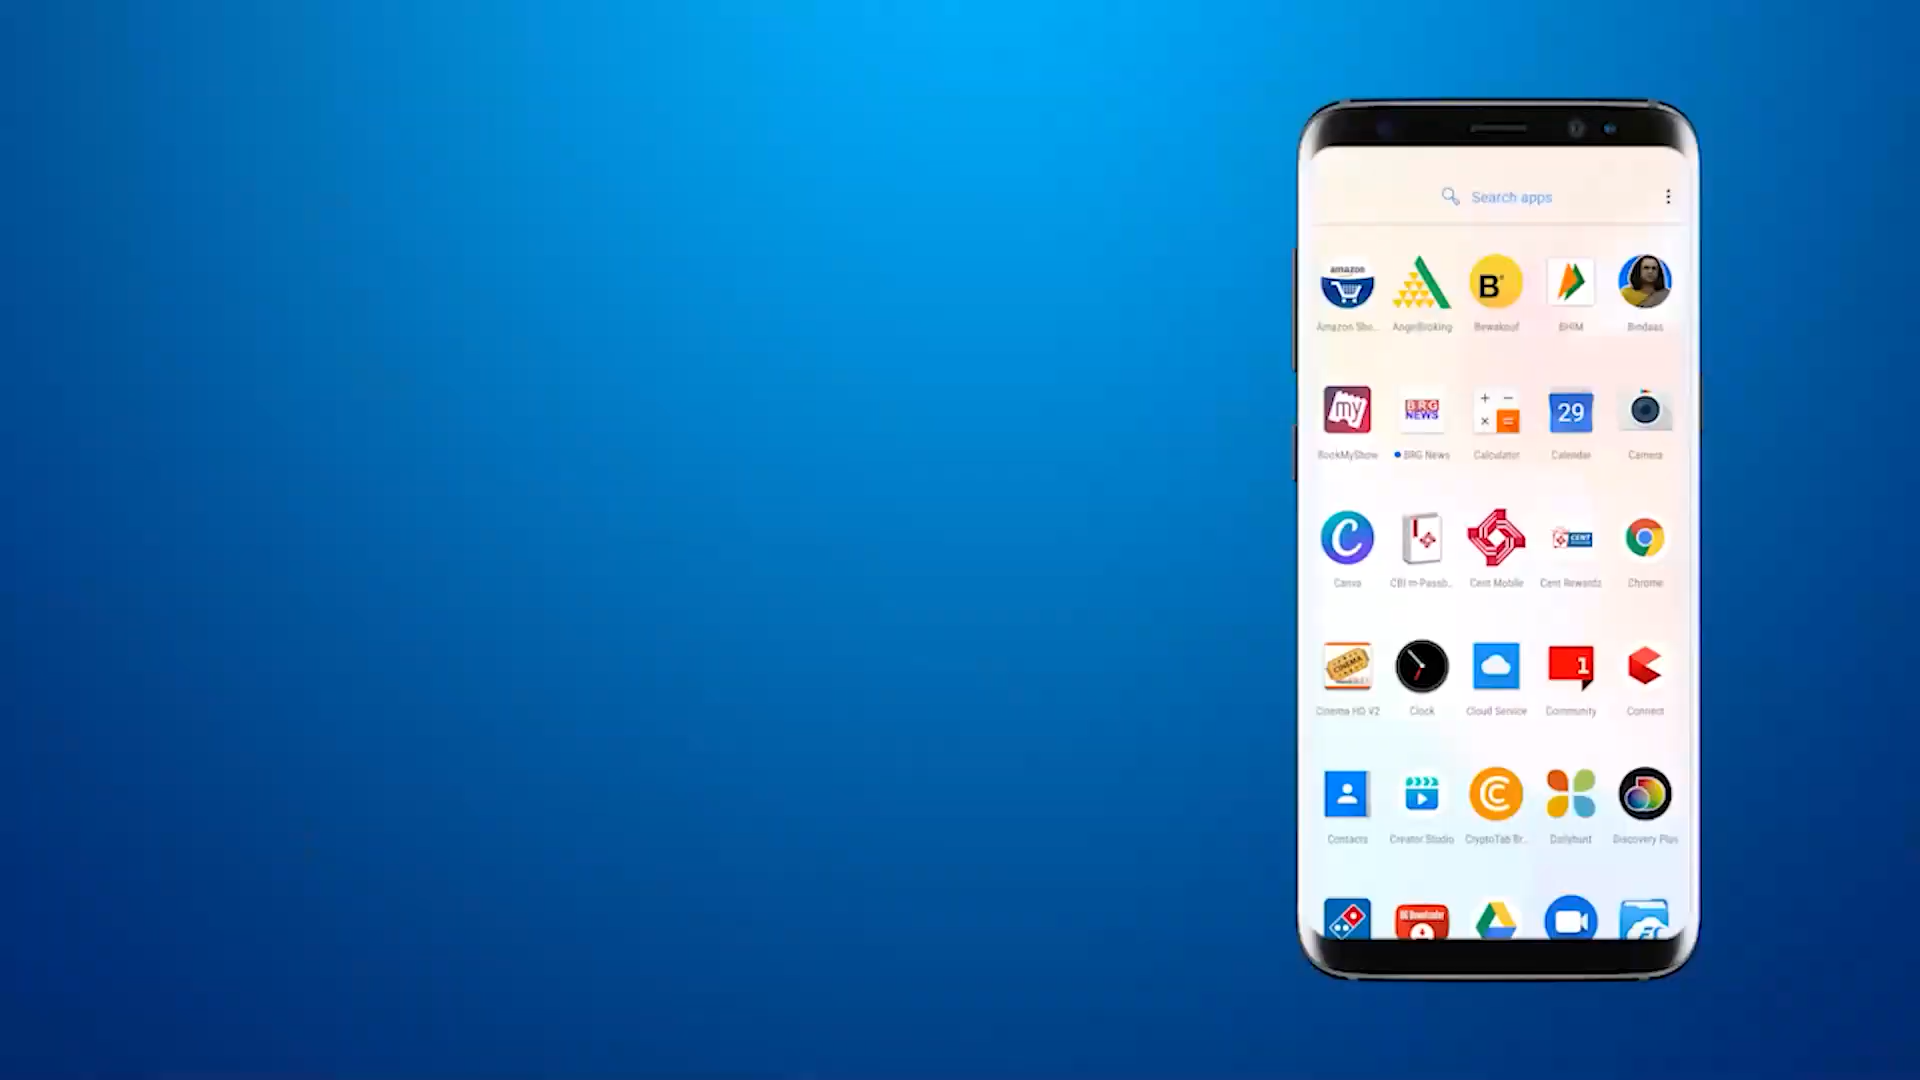 Search apps
amazon
B
Amazon Sho...
AngelBroking
Bewakoof
BHIM
Bindaas
my
BRG NEWS
29
BookMyShow
BRG News
Calculator
Calendar
Camera
C
CENT
Canva
CBI m-Passb...
Cent Mobile
Cent Rewardz
Chrome
CINEMA
1
Cinema HD V2
Clock
Cloud Service
Community
Connect
Contacts
Creator Studio
CryptoTab Br...
Dailyhunt
Discovery Plus